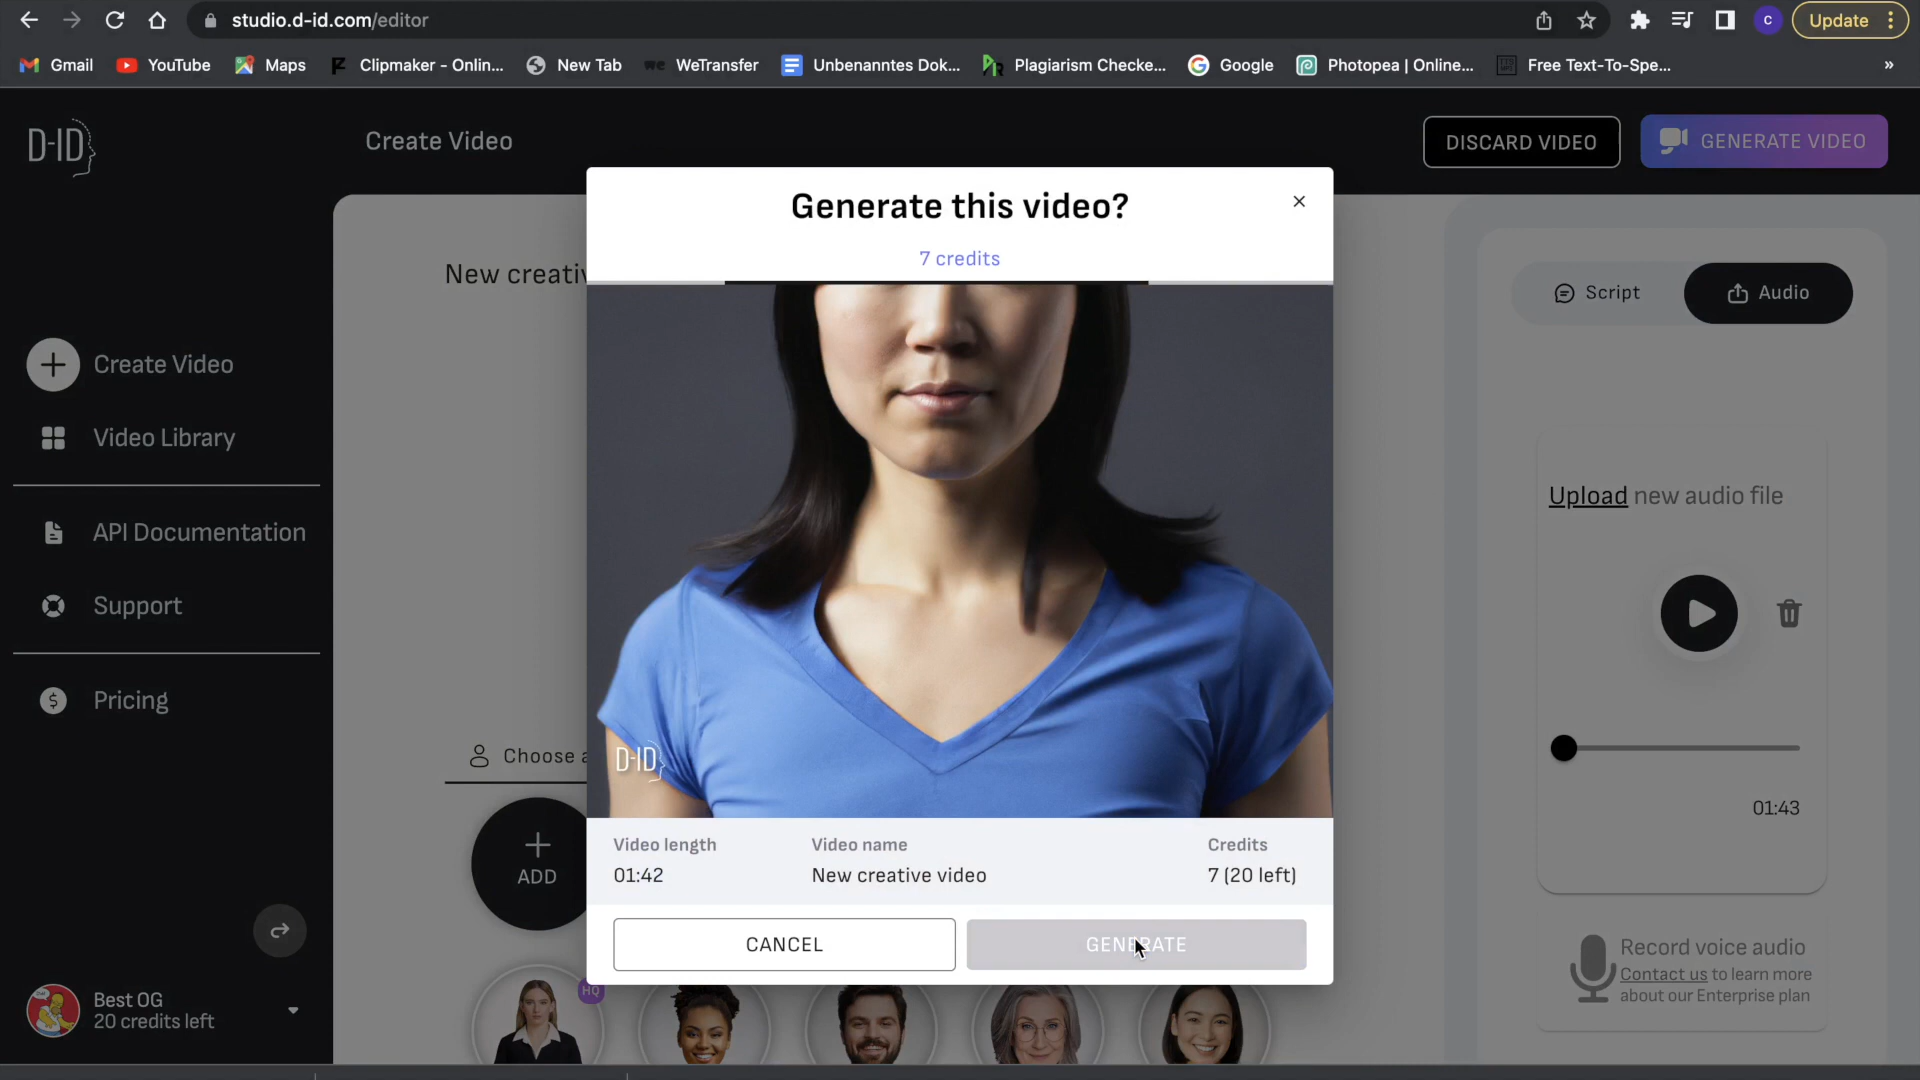 studio.d-id.com/editor
C
Update
Gmail
YouTube
Maps
Clipmaker - Onlin...
New Tab
WeTransfer
Unbenanntes Dok...
Plagiarism Checke...
Google
Photopea | Online...
Free Text-To-Spe...
»
D-ID
Create Video
DISCARD VIDEO
GENERATE VIDEO
Generate this video?
7 credits
New creativ
Script
Audio
Create Video
Video Library
API Documentation
Support
Pricing
Upload new audio file
01:43
Choose a
ADD
D-ID
Video length
Video name
Credits
01:42
New creative video
7 (20 left)
CANCEL
GENERATE
Record voice audio
Contact us to learn more
about our Enterprise plan
HQ
Best OG
20 credits left